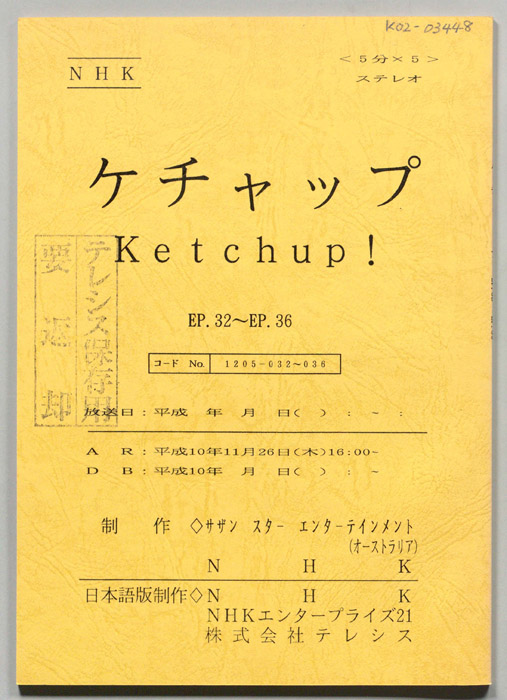 K02-03448
NHK
<5分×5>
ステレオ
ケチャップ
Ketchup!
テレシス保存用
要返却
EP.32～EP.36
コード No. 1205-032～036
放送日：平成　年　月　日(　)　：　～　：
A R：平成10年11月26日(木)16:00～
D B：平成10年　月　日(　)　：　～
制　作　◇サザン スター エンターテインメント
(オーストラリア)
N H K
日本語版制作◇N H K
NHKエンタープライズ21
株式会社テレシス